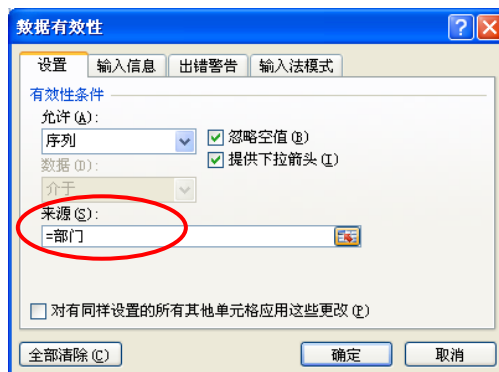 数据有效性
设置 输入信息 出错警告 输入法模式
有效性条件
允许(A):
序列
忽略空值(B)
数据(D):
提供下拉箭头(I)
介于
来源(S):
=部门
对有同样设置的所有其他单元格应用这些更改(P)
全部清除(C) 确定 取消